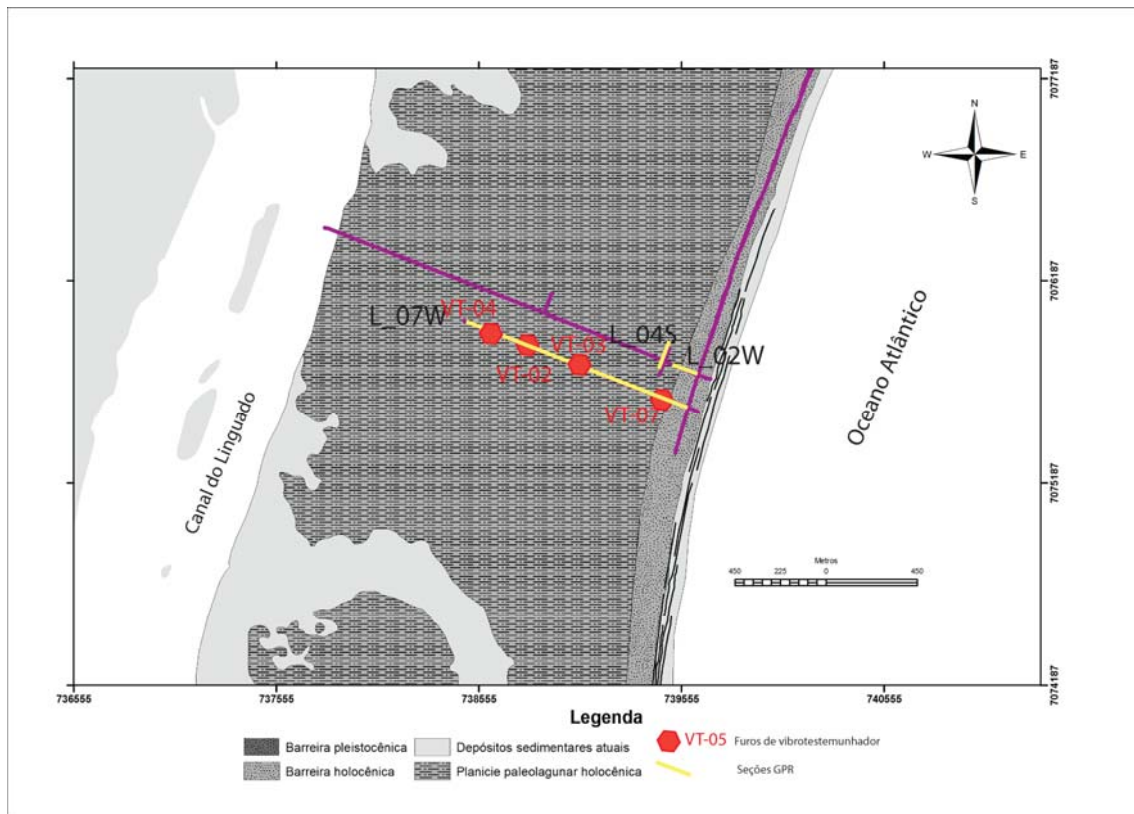 7077187
N
W E
S
7076187
Oceano Atlântico
VT-04
L_07W
L_04S
VT-03
L_02W
VT-02
VT-07
Canal do Linguado
7075187
Metros
450 225 0 450
7074187
736555 737555 738555 739555 740555
Legenda
Barreira pleistocênica
Depósitos sedimentares atuais
VT-05 Furos de vibrotestemunhador
Barreira holocênica
Planicie paleolagunar holocênica
Seções GPR